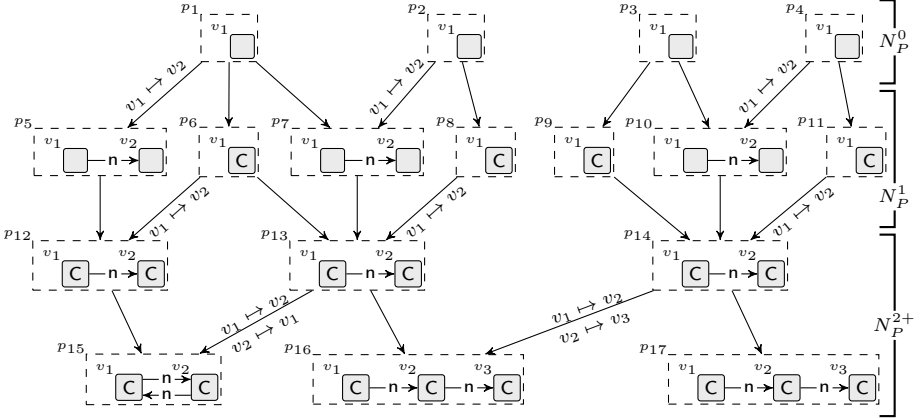 p1 p2 p3 p4
v1 v1 v1 v1
N_P^0
v1 ↦ v2 v1 ↦ v2 v1 ↦ v2
p5 p6 p7 p8 p9 p10 p11
v1 v2 v1 v1 v2 v1 v1 v1 v2 v1
n C n C C n C
N_P^1
v1 ↦ v2 v1 ↦ v2 v1 ↦ v2
p12 p13 p14
v1 v2 v1 v2 v1 v2
C n C C n C C n C
v1 ↦ v2 v1 ↦ v2
v2 ↦ v1 v2 ↦ v3
N_P^2+
p15 p16 p17
v1 v2 v1 v2 v3 v1 v2 v3
n
C C C n C n C C n C n C
n